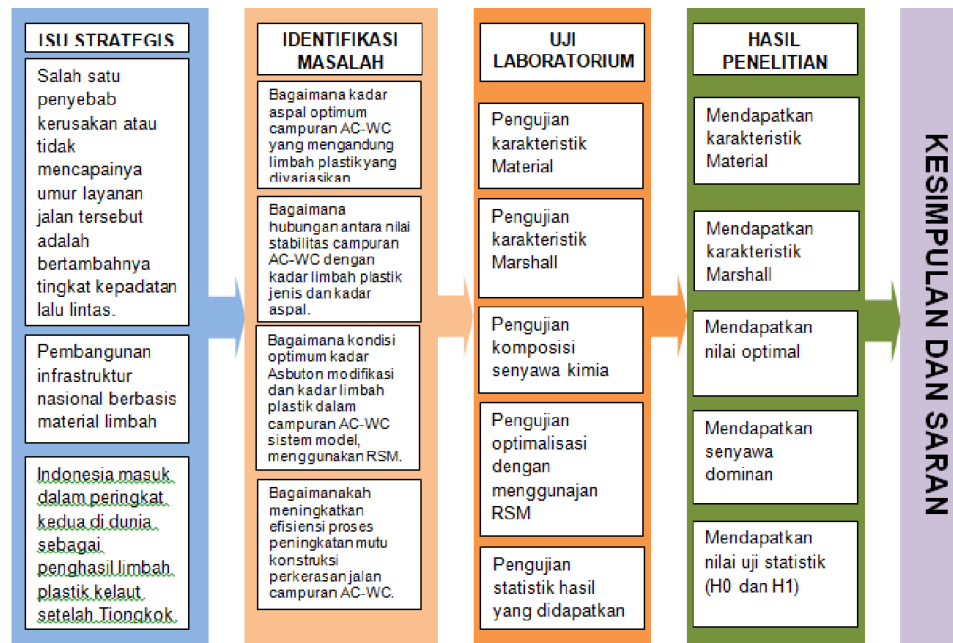 ISU STRATEGIS
Salah satu
penyebab
kerusakan atau
tidak
mencapainya
umur layanan
jalan tersebut
adalah
bertambahnya
tingkat kepadatan
lalu lintas.
Pembangunan
infrastruktur
nasional berbasis
material limbah
Indonesia masuk
dalam peringkat
kedua di dunia
sebagai
penghasil limbah
plastik kelaut
setelah Tiongkok.
IDENTIFIKASI
MASALAH
Bagaimana kadar
aspal optimum
campuran AC-WC
yang mengandung
limbah plastik yang
divariasikan
Bagaimana
hubungan antara nilai
stabilitas campuran
AC-WC dengan
kadar limbah plastik
jenis dan kadar
aspal.
Bagaimana kondisi
optimum kadar
Asbuton modifikasi
dan kadar limbah
plastik dalam
campuran AC-WC
sistem model,
menggunakan RSM.
Bagaimanakah
meningkatkan
efisiensi proses
peningkatan mutu
konstruksi
perkerasan jalan
campuran AC-WC.
UJI
LABORATORIUM
Pengujian
karakteristik
Material
Pengujian
karakteristik
Marshall
Pengujian
komposisi
senyawa kimia
Pengujian
optimalisasi
dengan
menggunajan
RSM
Pengujian
statistik hasil
yang didapatkan
HASIL
PENELITIAN
Mendapatkan
karakteristik
Material
Mendapatkan
karakteristik
Marshall
Mendapatkan
nilai optimal
Mendapatkan
senyawa
dominan
Mendapatkan
nilai uji statistik
(H0 dan H1)
KESIMPULAN DAN SARAN